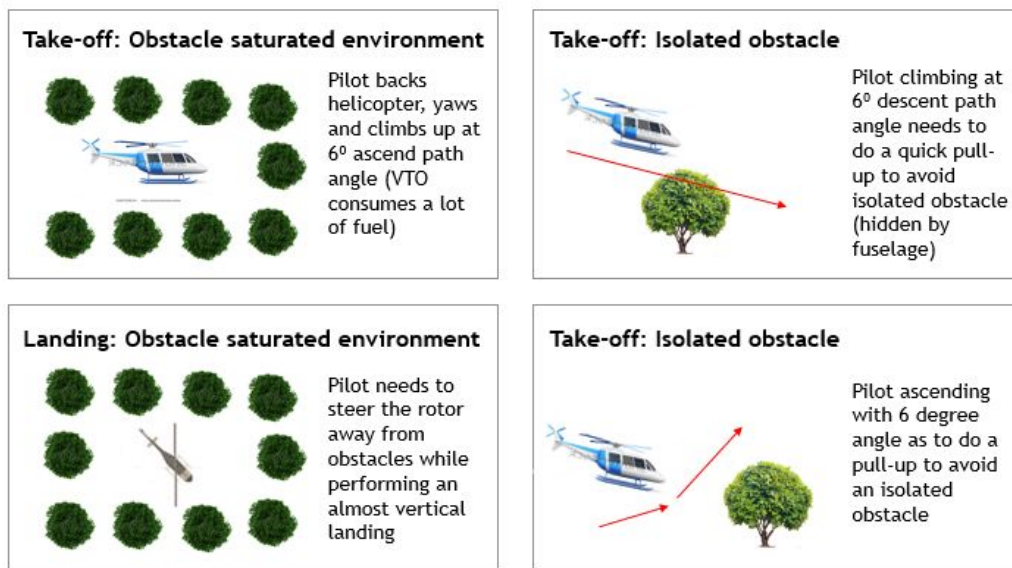 Take-off: Obstacle saturated environment
Pilot backs
helicopter, yaws
and climbs up at
6⁰ ascend path
angle (VTO
consumes a lot
of fuel)
Take-off: Isolated obstacle
Pilot climbing at
6⁰ descent path
angle needs to
do a quick pull-
up to avoid
isolated obstacle
(hidden by
fuselage)
Landing: Obstacle saturated environment
Pilot needs to
steer the rotor
away from
obstacles while
performing an
almost vertical
landing
Take-off: Isolated obstacle
Pilot ascending
with 6 degree
angle as to do a
pull-up to avoid
an isolated
obstacle